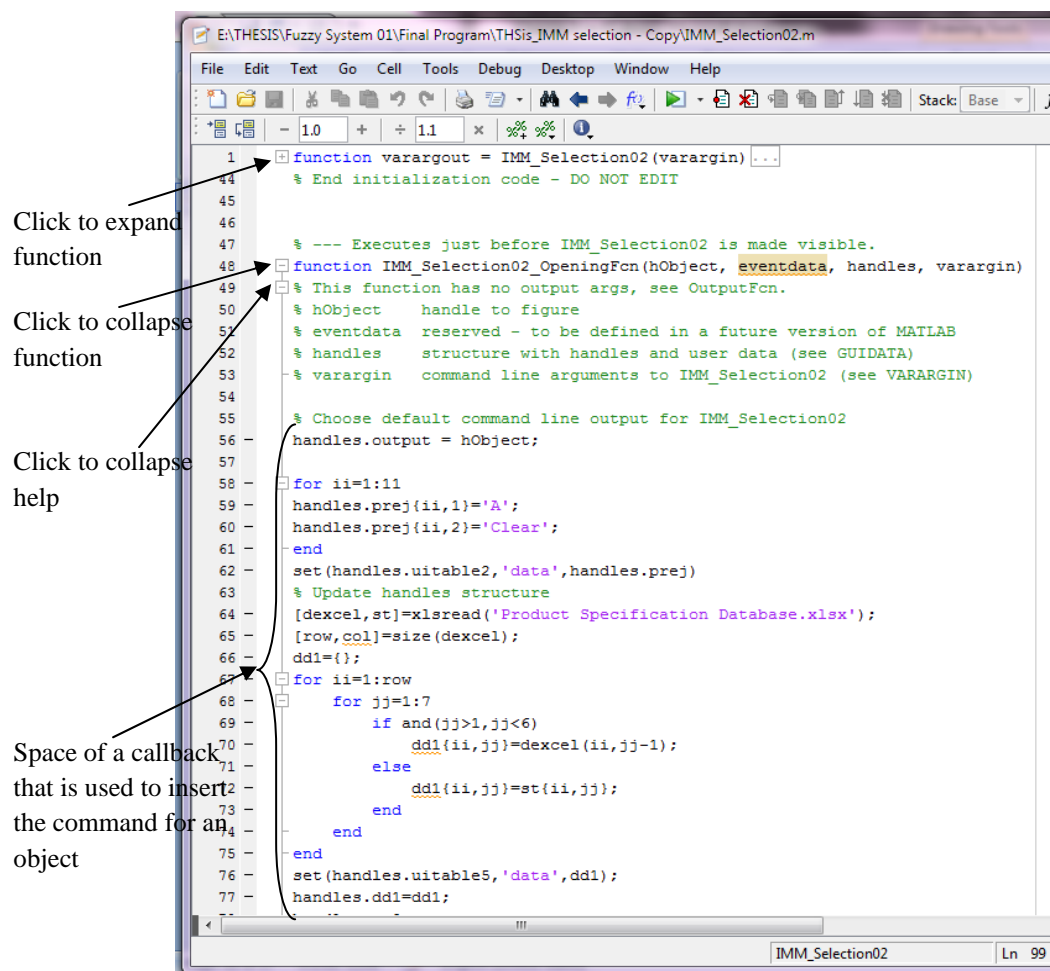 E:\THESIS\Fuzzy System 01\Final Program\THSis_IMM selection - Copy\IMM_Selection02.m
File Edit Text Go Cell Tools Debug Desktop Window Help
Stack: Base
- 1.0 + ÷ 1.1 ×
1 function varargout = IMM_Selection02(varargin) ...
44 % End initialization code - DO NOT EDIT
45
46
47 % --- Executes just before IMM_Selection02 is made visible.
48 function IMM_Selection02_OpeningFcn(hObject, eventdata, handles, varargin)
49 % This function has no output args, see OutputFcn.
50 % hObject    handle to figure
51 % eventdata  reserved - to be defined in a future version of MATLAB
52 % handles    structure with handles and user data (see GUIDATA)
53 % varargin   command line arguments to IMM_Selection02 (see VARARGIN)
54
55 % Choose default command line output for IMM_Selection02
56 - handles.output = hObject;
57
58 - for ii=1:11
59 - handles.prej{ii,1}='A';
60 - handles.prej{ii,2}='Clear';
61 - end
62 - set(handles.uitable2,'data',handles.prej)
63 % Update handles structure
64 - [dexcel,st]=xlsread('Product Specification Database.xlsx');
65 - [row,col]=size(dexcel);
66 - dd1={};
67 - for ii=1:row
68 - for jj=1:7
69 - if and(jj>1,jj<6)
70 - dd1{ii,jj}=dexcel(ii,jj-1);
71 - else
72 - dd1{ii,jj}=st{ii,jj};
73 - end
74 - end
75 - end
76 - set(handles.uitable5,'data',dd1);
77 - handles.dd1=dd1;
IMM_Selection02 Ln 99
Click to expand
function
Click to collapse
function
Click to collapse
help
Space of a callback
that is used to insert
the command for an
object